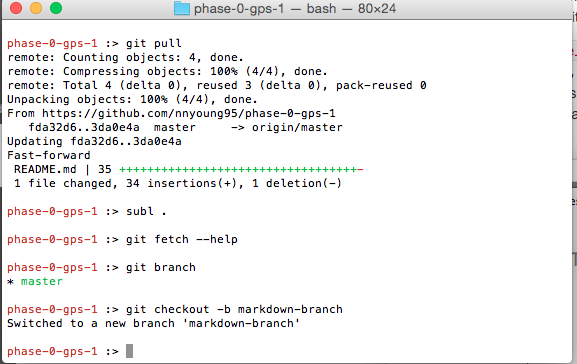 phase-0-gps-1 — bash — 80×24
phase-0-gps-1 :> git pull
remote: Counting objects: 4, done.
remote: Compressing objects: 100% (4/4), done.
remote: Total 4 (delta 0), reused 3 (delta 0), pack-reused 0
Unpacking objects: 100% (4/4), done.
From https://github.com/nnyoung95/phase-0-gps-1
   fda32d6..3da0e4a  master     -> origin/master
Updating fda32d6..3da0e4a
Fast-forward
 README.md | 35 ++++++++++++++++++++++++++++++++++-
 1 file changed, 34 insertions(+), 1 deletion(-)
phase-0-gps-1 :> subl .
phase-0-gps-1 :> git fetch --help
phase-0-gps-1 :> git branch
* master
phase-0-gps-1 :> git checkout -b markdown-branch
Switched to a new branch 'markdown-branch'
phase-0-gps-1 :>